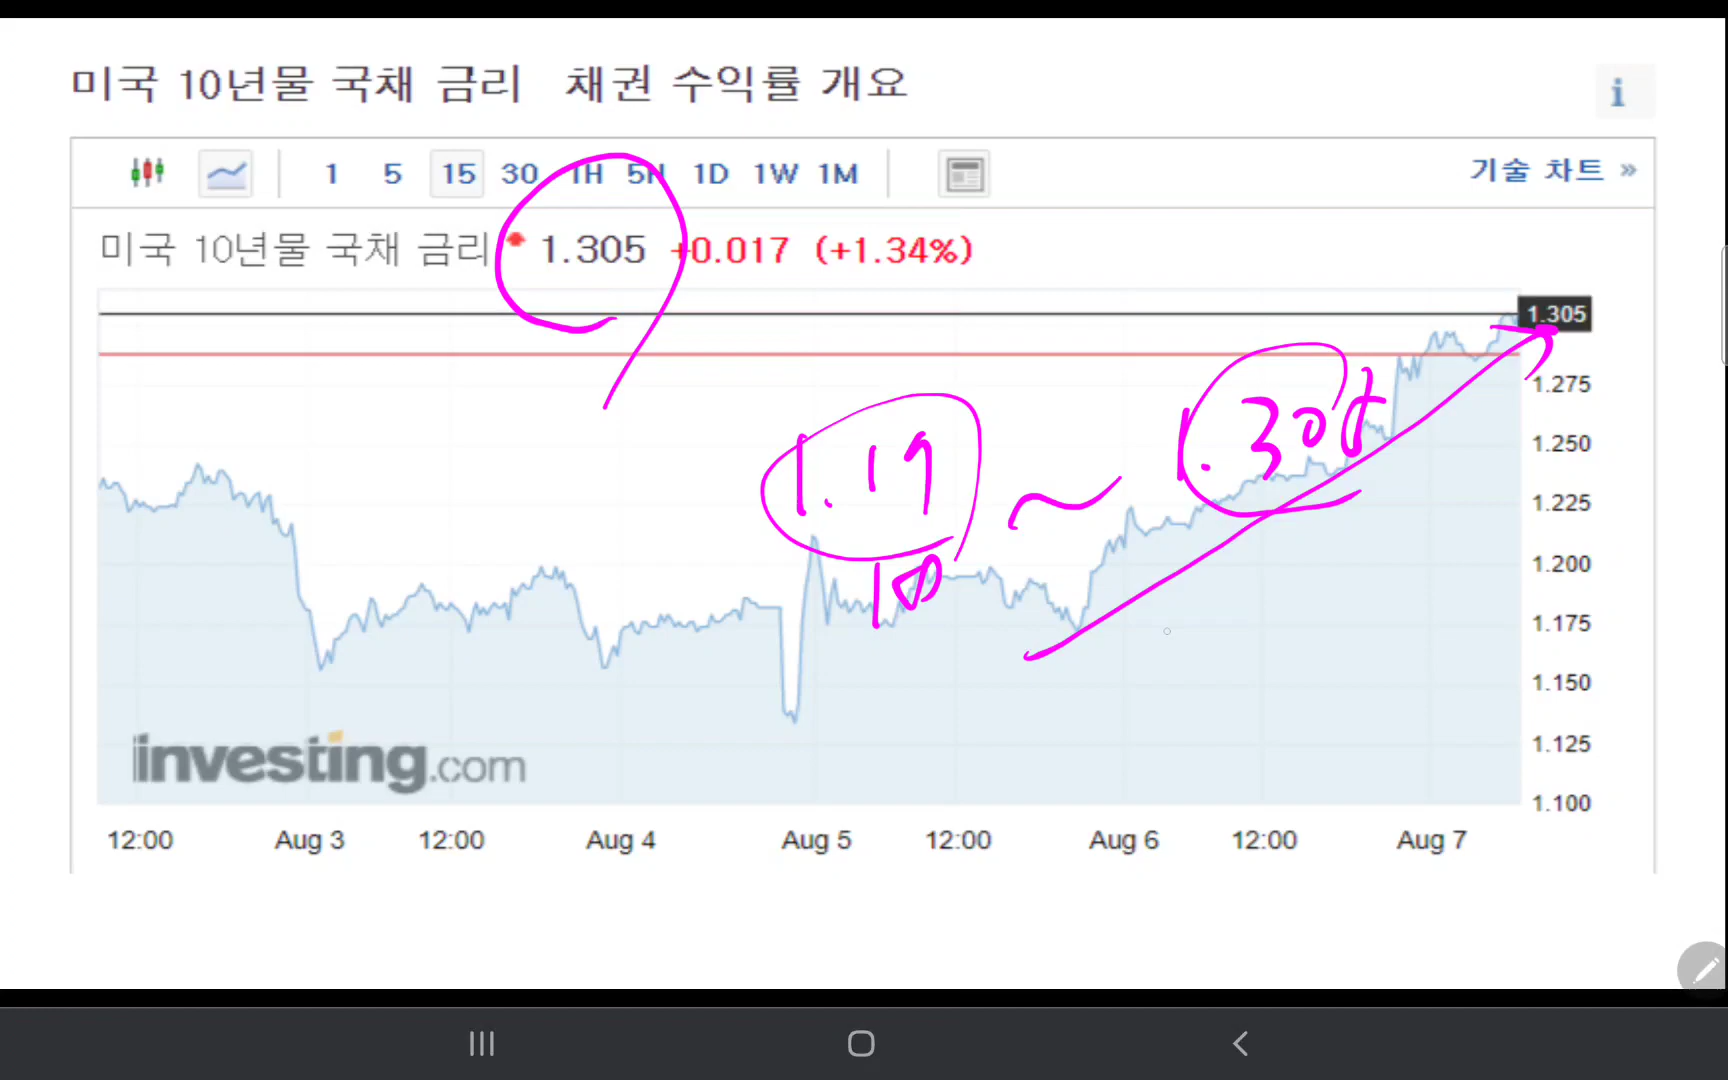 미국 10년물 국채 금리 채권 수익률 개요
i
1 5 15 30 1H 5H 1D 1W 1M
기술 차트 »
미국 10년물 국채 금리 1.305 +0.017 (+1.34%)
1.305
1.275
1.250
1.225
1.200
1.175
1.150
1.125
1.100
1.19 ~ 1.30
18
investing.com
12:00 Aug 3 12:00 Aug 4 Aug 5 12:00 Aug 6 12:00 Aug 7